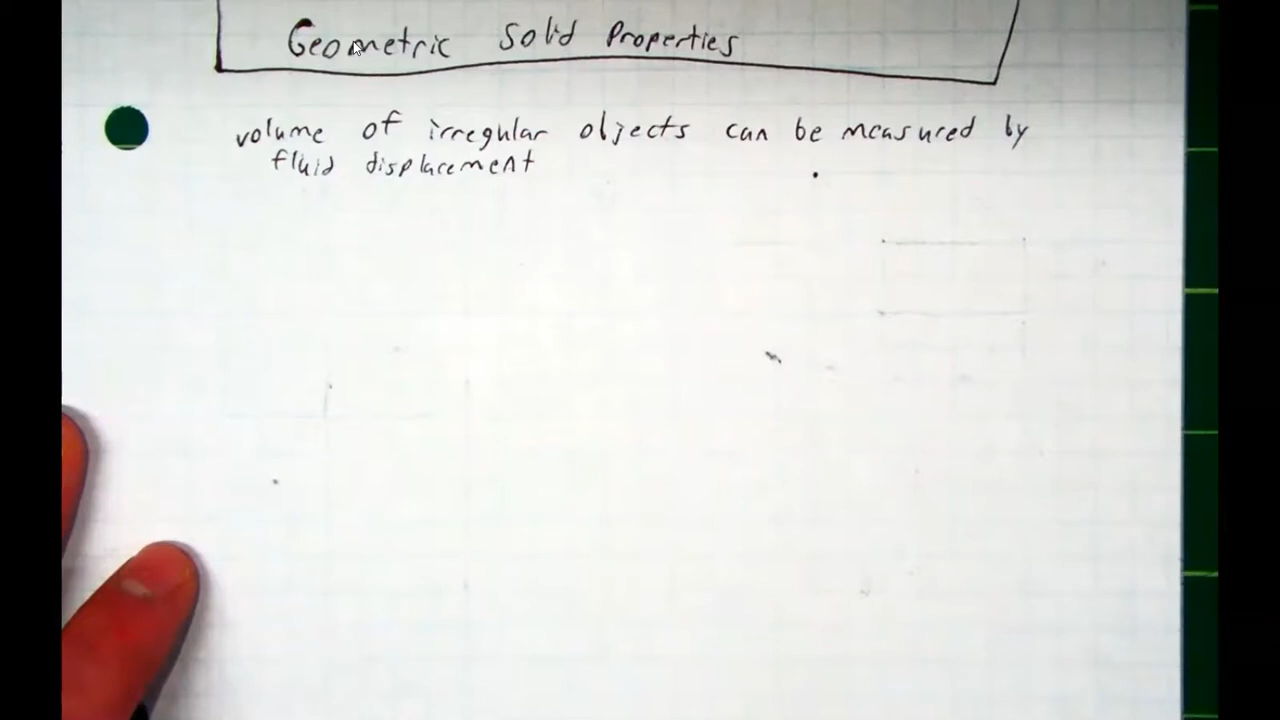 Geometric Solid Properties
volume of irregular objects can be measured by
fluid displacement